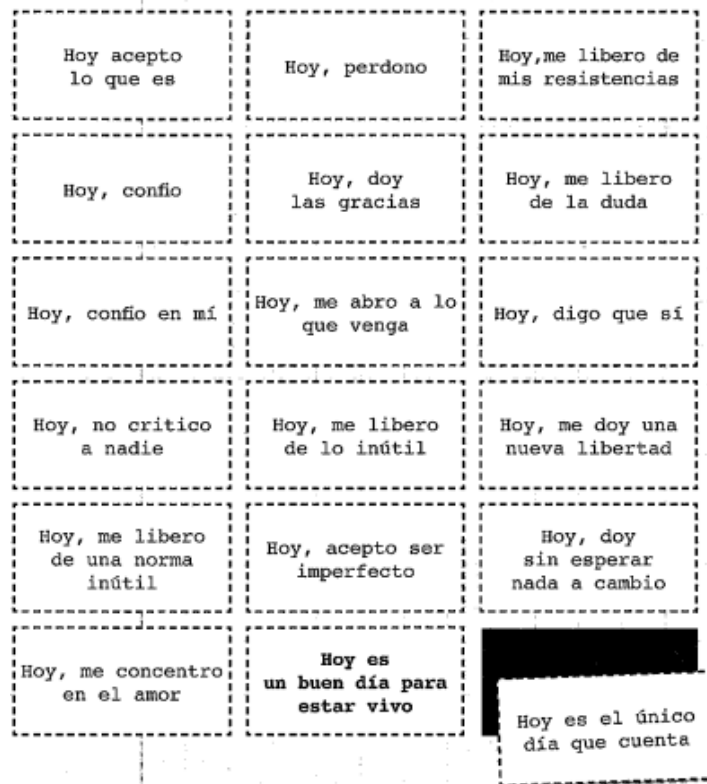 Hoy acepto
lo que es
Hoy, perdono
Hoy,me libero de
mis resistencias
Hoy, confio
Hoy, doy
las gracias
Hoy, me libero
de la duda
Hoy, confio en mí
Hoy, me abro a lo
que venga
Hoy, digo que sí
Hoy, no critico
a nadie
Hoy, me libero
de lo inútil
Hoy, me doy una
nueva libertad
Hoy, me libero
de una norma
inútil
Hoy, acepto ser
imperfecto
Hoy, doy
sin esperar
nada a cambio
Hoy, me concentro
en el amor
Hoy es
un buen día para
estar vivo
Hoy es el único
día que cuenta